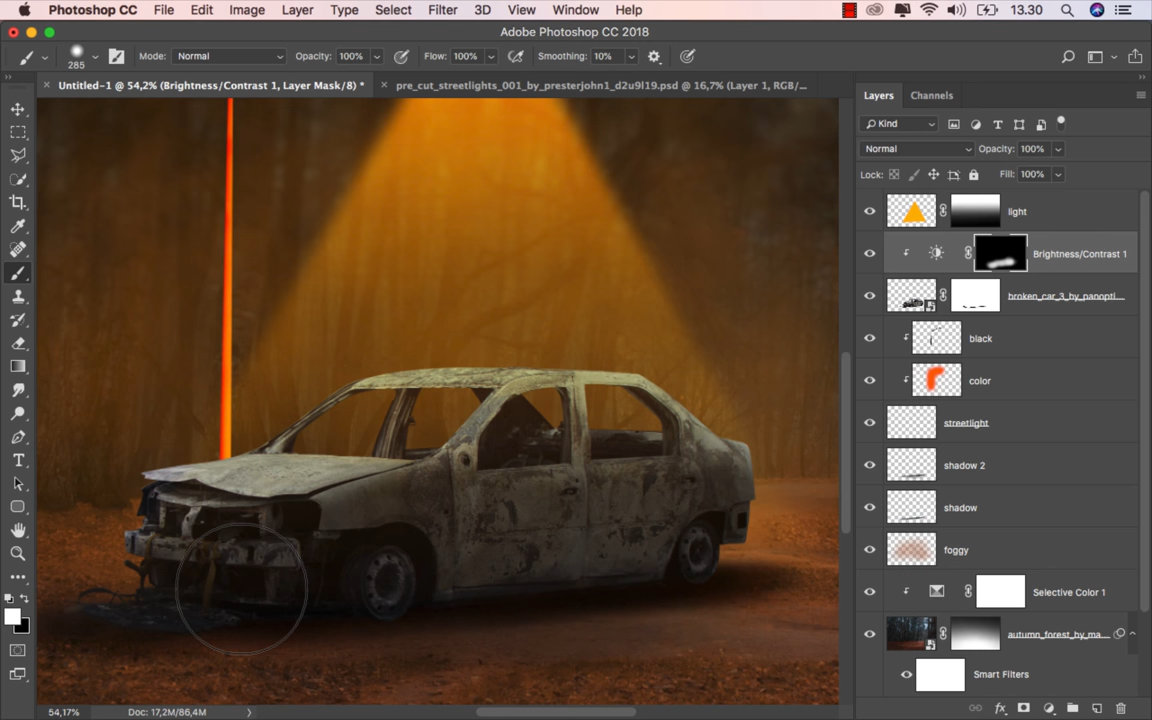 Photoshop CC File Edit Image Layer Type Select Filter 3D View Window Help 13.30
Adobe Photoshop CC 2018
285 Mode: Normal Opacity: 100% Flow: 100% Smoothing: 10%
Untitled-1 @ 54,2% (Brightness/Contrast 1, Layer Mask/8) * pre_cut_streetlights_001_by_presterjohn1_d2u9l19.psd @ 16,7% (Layer 1, RGB/...
Layers Channels
Kind
Normal Opacity: 100%
Lock: Fill: 100%
light
Brightness/Contrast 1
broken_car_3_by_panopti...
black
color
streetlight
shadow 2
shadow
foggy
Selective Color 1
autumn_forest_by_ma...
Smart Filters
54,17% Doc: 17,2M/86,4M